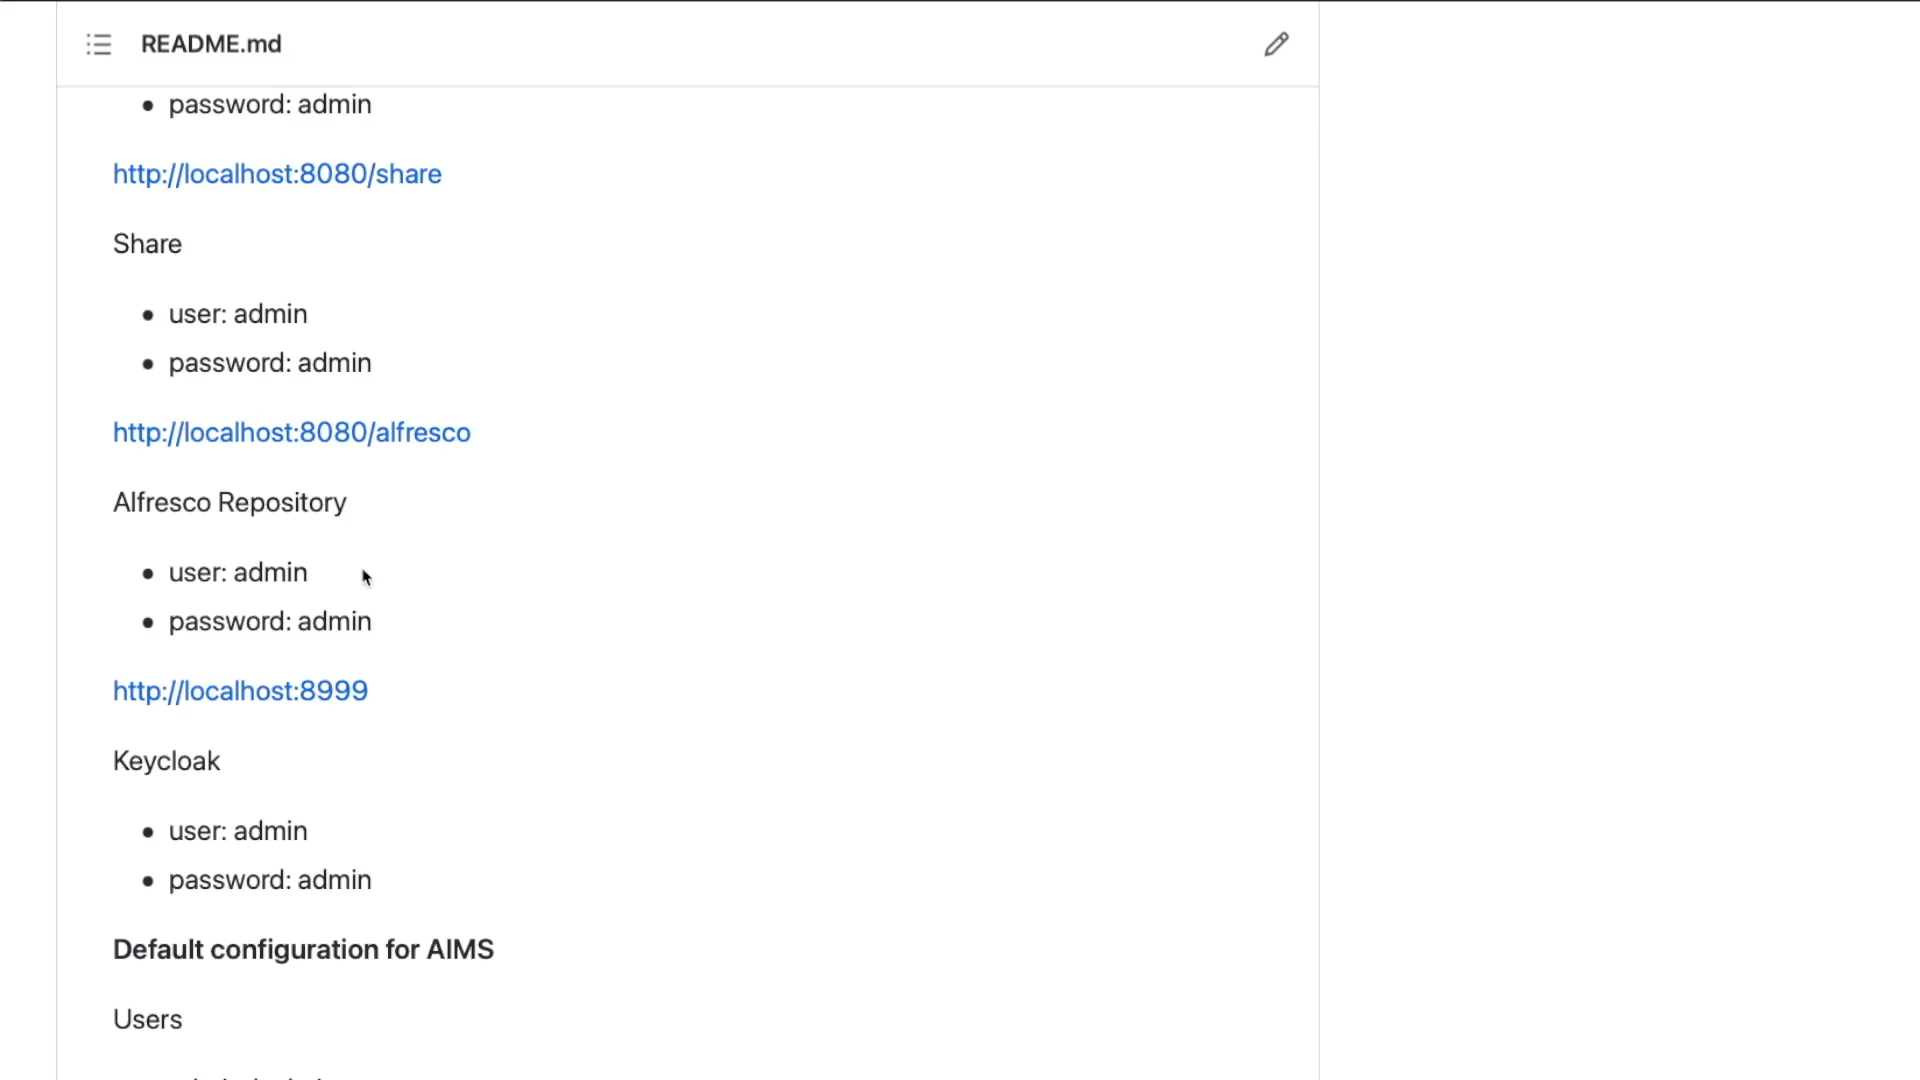 README.md
password: admin
http://localhost:8080/share
Share
user: admin
password: admin
http://localhost:8080/alfresco
Alfresco Repository
user: admin
password: admin
http://localhost:8999
Keycloak
user: admin
password: admin
Default configuration for AIMS
Users